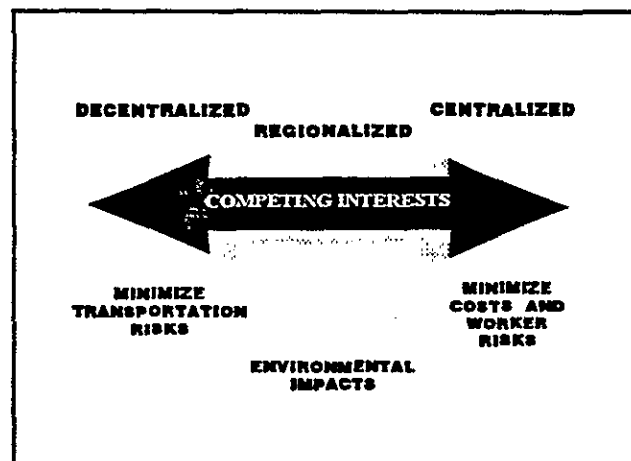 DECENTRALIZED
CENTRALIZED
REGIONALIZED
COMPETING INTERESTS
MINIMIZE
TRANSPORTATION
RISKS
MINIMIZE
COSTS AND
WORKER
RISKS
ENVIRONMENTAL
IMPACTS